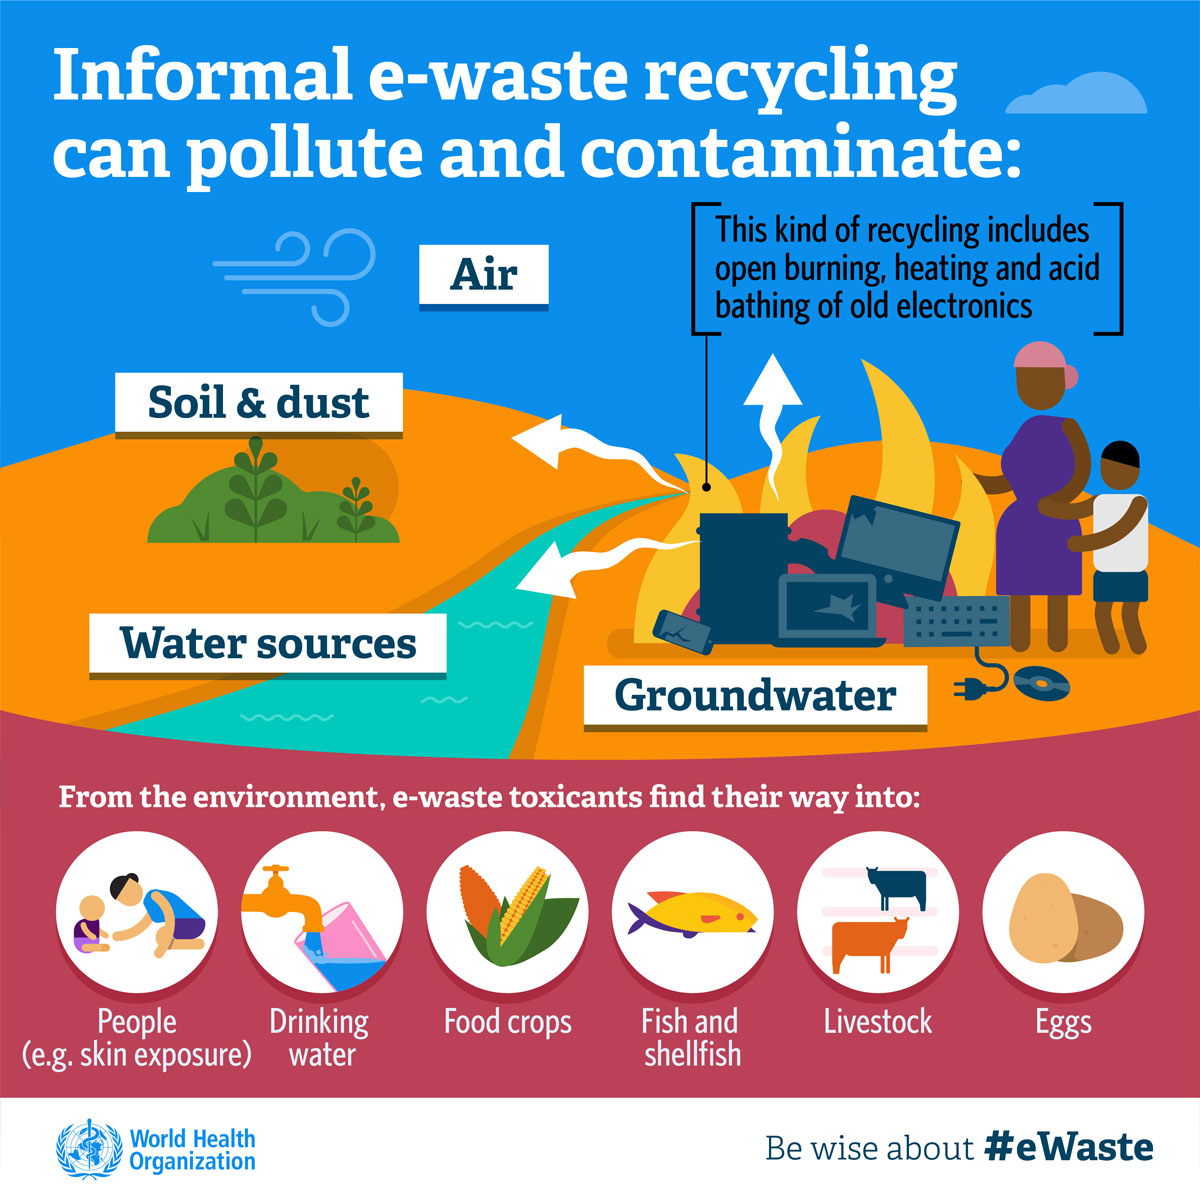 Informal e-waste recycling
can pollute and contaminate:
Air
This kind of recycling includes
open burning, heating and acid
bathing of old electronics
Soil & dust
Water sources
Groundwater
From the environment, e-waste toxicants find their way into:
People
(e.g. skin exposure)
Drinking
water
Food crops
Fish and
shellfish
Livestock
Eggs
World Health
Organization
Be wise about #eWaste